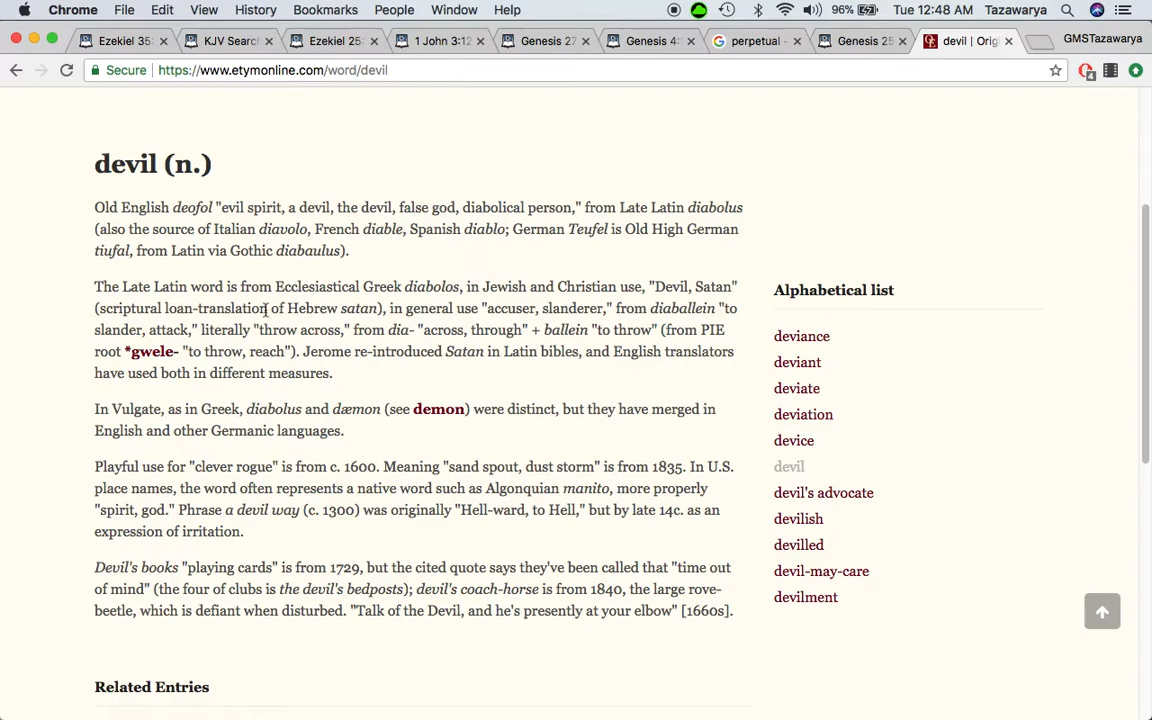 Chrome File Edit View History Bookmarks People Window Help 96% Tue 12:48 AM Tazawarya
Ezekiel 35: KJV Search Ezekiel 25: 1 John 3:12 Genesis 27 Genesis 4: perpetual - Genesis 25 devil | Orig GMSTazawarya
Secure https://www.etymonline.com/word/devil 4
devil (n.)
Old English deofol "evil spirit, a devil, the devil, false god, diabolical person," from Late Latin diabolus
(also the source of Italian diavolo, French diable, Spanish diablo; German Teufel is Old High German
tiufal, from Latin via Gothic diabaulus).
The Late Latin word is from Ecclesiastical Greek diabolos, in Jewish and Christian use, "Devil, Satan"
(scriptural loan-translation of Hebrew satan), in general use "accuser, slanderer," from diaballein "to
slander, attack," literally "throw across," from dia- "across, through" + ballein "to throw" (from PIE
root *gwele- "to throw, reach"). Jerome re-introduced Satan in Latin bibles, and English translators
have used both in different measures.
In Vulgate, as in Greek, diabolus and dæmon (see demon) were distinct, but they have merged in
English and other Germanic languages.
Playful use for "clever rogue" is from c. 1600. Meaning "sand spout, dust storm" is from 1835. In U.S.
place names, the word often represents a native word such as Algonquian manito, more properly
"spirit, god." Phrase a devil way (c. 1300) was originally "Hell-ward, to Hell," but by late 14c. as an
expression of irritation.
Devil's books "playing cards" is from 1729, but the cited quote says they've been called that "time out
of mind" (the four of clubs is the devil's bedposts); devil's coach-horse is from 1840, the large rove-
beetle, which is defiant when disturbed. "Talk of the Devil, and he's presently at your elbow" [1660s].
Related Entries
Alphabetical list
deviance
deviant
deviate
deviation
device
devil
devil's advocate
devilish
devilled
devil-may-care
devilment